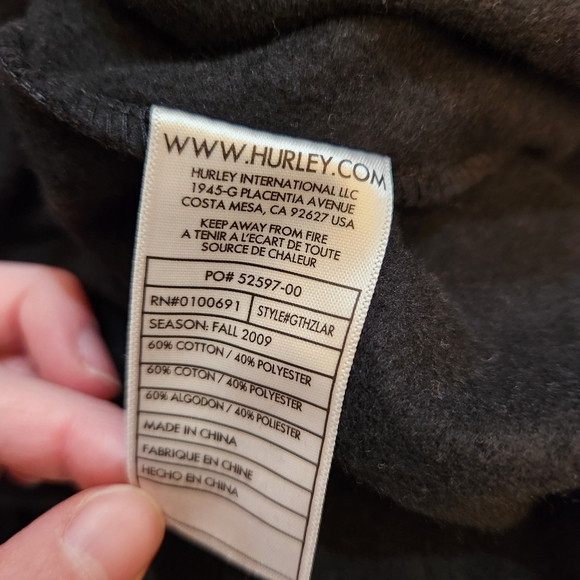 WWW.HURLEY.COM
HURLEY INTERNATIONAL LLC
1945-G PLACENTIA AVENUE
COSTA MESA, CA 92627 USA
KEEP AWAY FROM FIRE
A TENIR A L'ECART DE TOUTE
SOURCE DE CHALEUR
PO# 52597-00
RN#0100691 STYLE#GTHZLAR
SEASON: FALL 2009
60% COTTON / 40% POLYESTER
60% COTON / 40% POLYESTER
60% ALGODON / 40% POLIESTER
MADE IN CHINA
FABRIQUE EN CHINE
HECHO EN CHINA